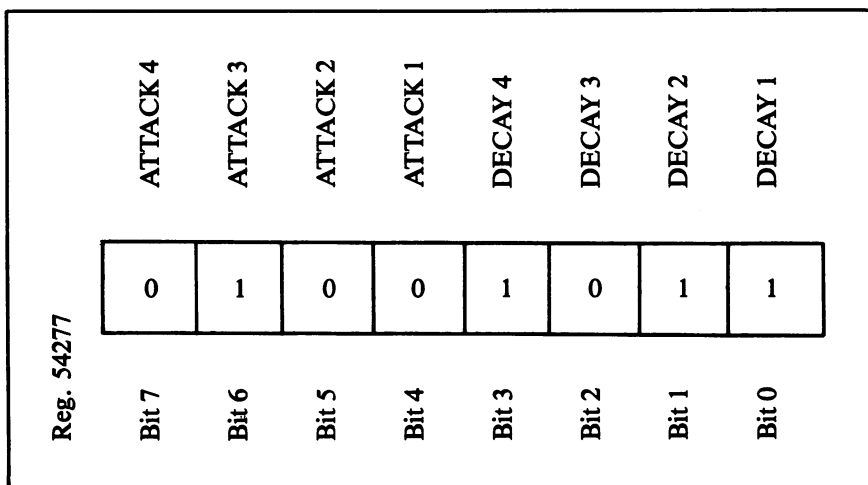 Reg. 54277
ATTACK 4
ATTACK 3
ATTACK 2
ATTACK 1
DECAY 4
DECAY 3
DECAY 2
DECAY 1
0 1 0 0 1 0 1 1
Bit 7
Bit 6
Bit 5
Bit 4
Bit 3
Bit 2
Bit 1
Bit 0